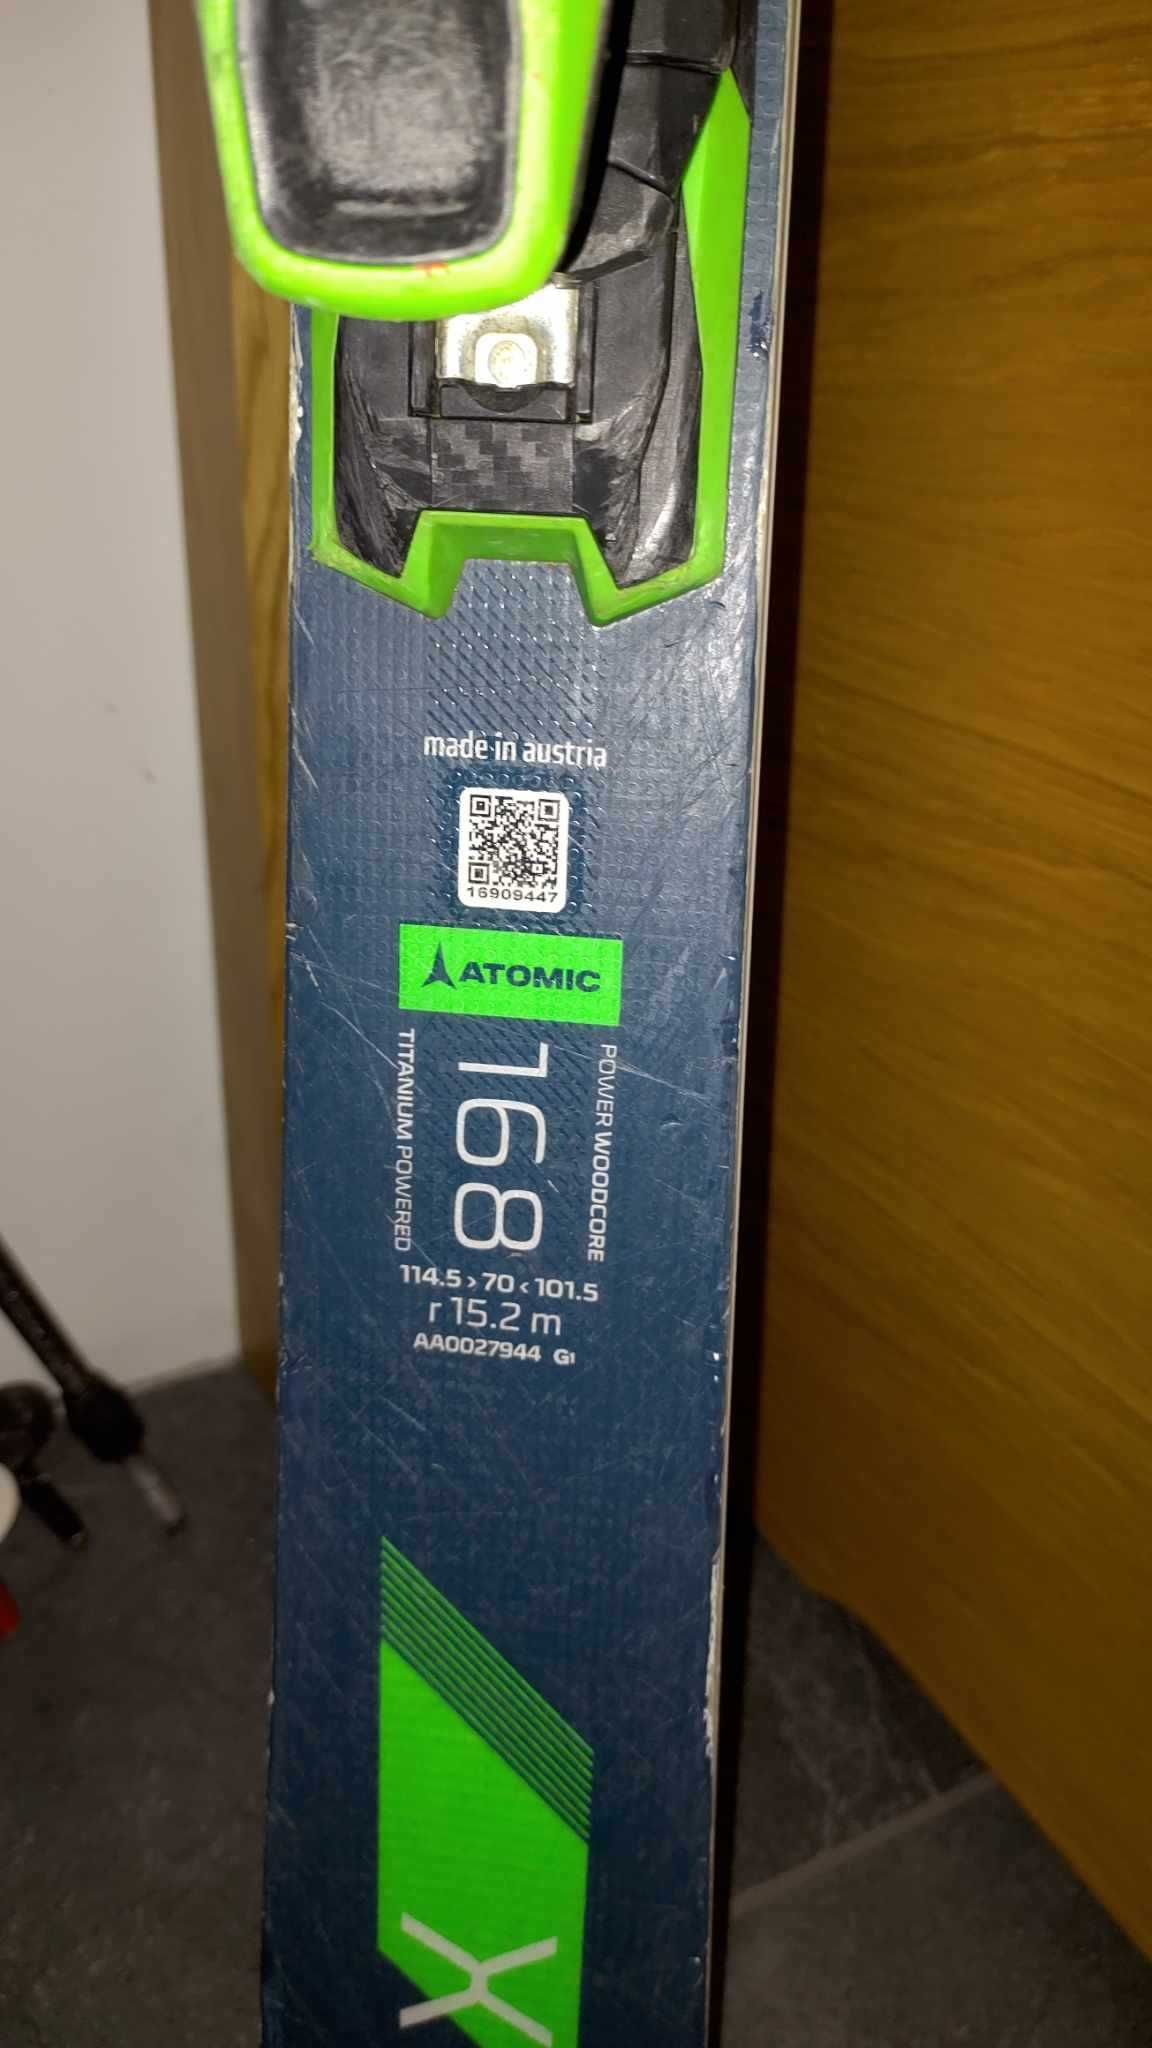 made in austria
16909447
ATOMIC
POWER WOODCORE
168
TITANIUM POWERED
114.5 › 70 ‹ 101.5
r 15.2 m
AA0027944 G1
X